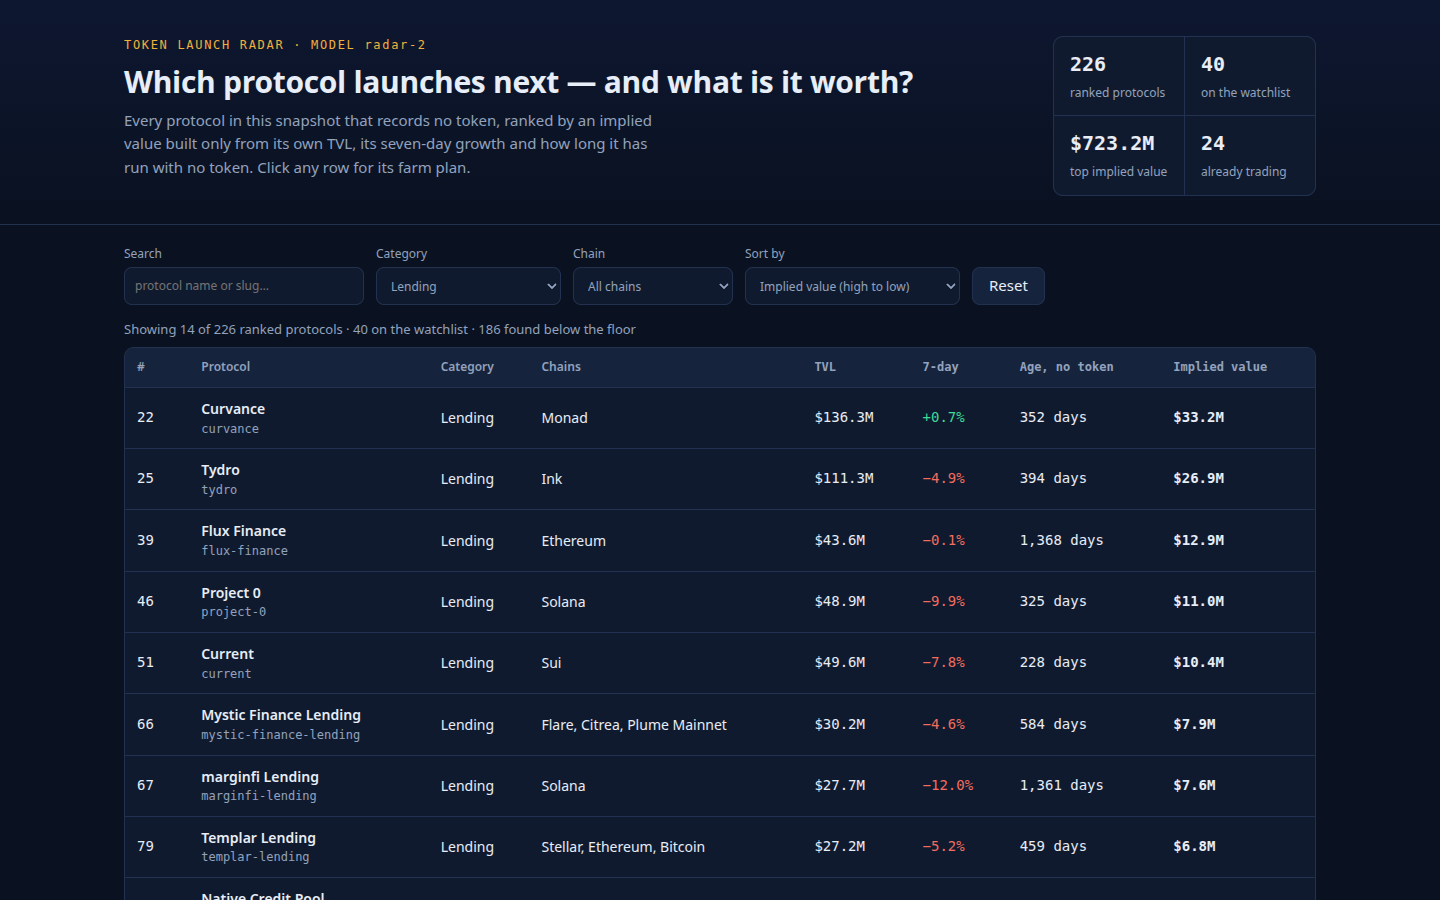 TOKEN LAUNCH RADAR · MODEL radar-2
Which protocol launches next — and what is it worth?
Every protocol in this snapshot that records no token, ranked by an implied
value built only from its own TVL, its seven-day growth and how long it has
run with no token. Click any row for its farm plan.
226
ranked protocols
40
on the watchlist
$723.2M
top implied value
24
already trading
Search
Category
Chain
Sort by
protocol name or slug...
Lending
All chains
Implied value (high to low)
Reset
Showing 14 of 226 ranked protocols · 40 on the watchlist · 186 found below the floor
# Protocol Category Chains TVL 7-day Age, no token Implied value
22 Curvance Lending Monad $136.3M +0.7% 352 days $33.2M
curvance
25 Tydro Lending Ink $111.3M −4.9% 394 days $26.9M
tydro
39 Flux Finance Lending Ethereum $43.6M −0.1% 1,368 days $12.9M
flux-finance
46 Project 0 Lending Solana $48.9M −9.9% 325 days $11.0M
project-0
51 Current Lending Sui $49.6M −7.8% 228 days $10.4M
current
66 Mystic Finance Lending Lending Flare, Citrea, Plume Mainnet $30.2M −4.6% 584 days $7.9M
mystic-finance-lending
67 marginfi Lending Lending Solana $27.7M −12.0% 1,361 days $7.6M
marginfi-lending
79 Templar Lending Lending Stellar, Ethereum, Bitcoin $27.2M −5.2% 459 days $6.8M
templar-lending
Native Credit Pool